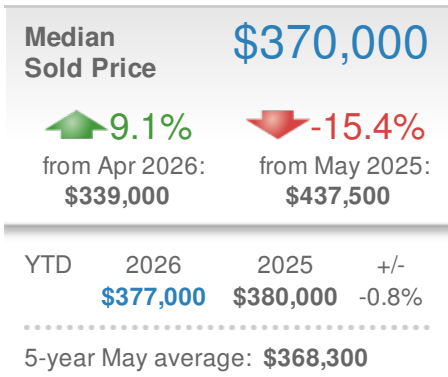 Median $370,000
Sold Price
9.1% -15.4%
from Apr 2026: from May 2025:
$339,000 $437,500
YTD 2026 2025 +/-
$377,000 $380,000 -0.8%
5-year May average: $368,300